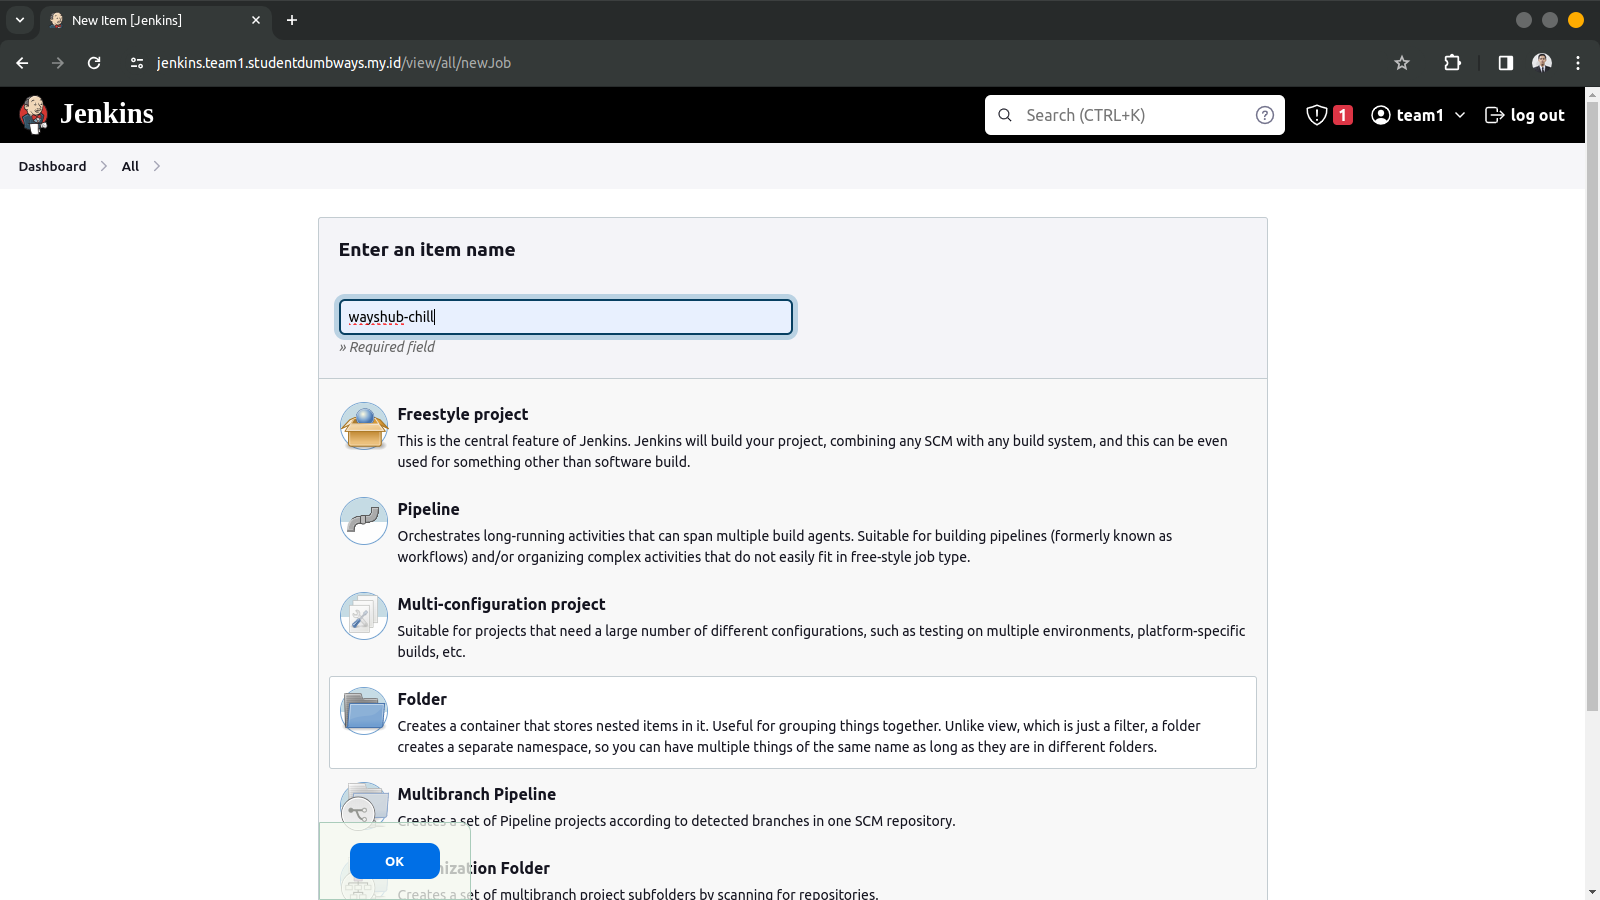 New Item [Jenkins]
jenkins.team1.studentdumbways.my.id/view/all/newJob
Jenkins
Search (CTRL+K)
1
team1
log out
Dashboard
All
Enter an item name
wayshub-chill
» Required field
Freestyle project
This is the central feature of Jenkins. Jenkins will build your project, combining any SCM with any build system, and this can be even
used for something other than software build.
Pipeline
Orchestrates long-running activities that can span multiple build agents. Suitable for building pipelines (formerly known as
workflows) and/or organizing complex activities that do not easily fit in free-style job type.
Multi-configuration project
Suitable for projects that need a large number of different configurations, such as testing on multiple environments, platform-specific
builds, etc.
Folder
Creates a container that stores nested items in it. Useful for grouping things together. Unlike view, which is just a filter, a folder
creates a separate namespace, so you can have multiple things of the same name as long as they are in different folders.
Multibranch Pipeline
Creates a set of Pipeline projects according to detected branches in one SCM repository.
OK
Folder
Creates a set of multibranch project subfolders by scanning for repositories.